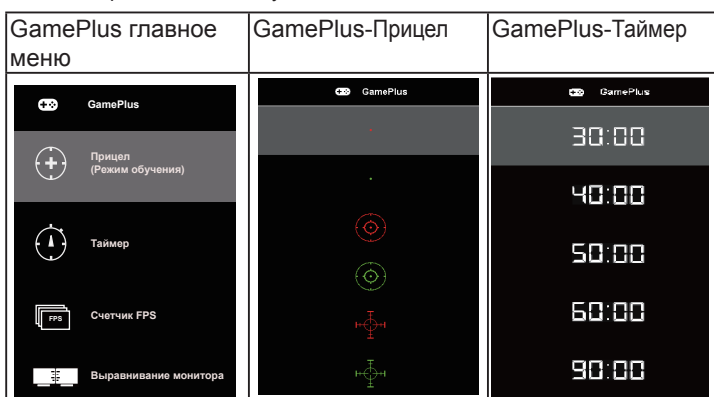 GamePlus главное
меню
GamePlus-Прицел
GamePlus-Таймер
GamePlus
Прицел
(Режим обучения)
Таймер
FPS
Счетчик FPS
Выравнивание монитора
GamePlus
GamePlus
30:00
40:00
50:00
60:00
90:00